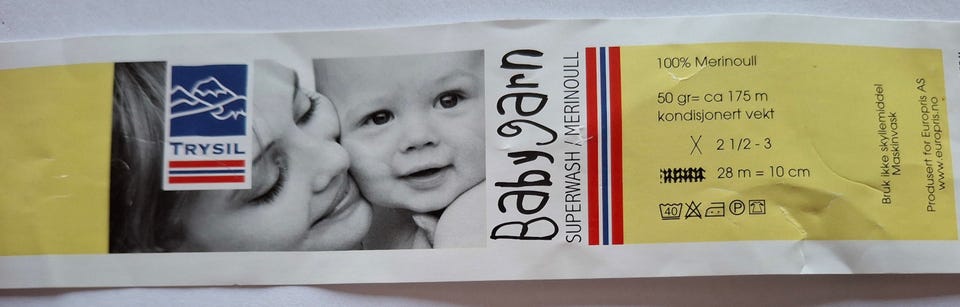 TRYSIL
Babygarn
SUPERWASH / MERINOULL
100% Merinoull
50 gr= ca 175 m
kondisjonert vekt
2 1/2 - 3
28 m = 10 cm
40
P
Bruk ikke skyllemiddel
Maskinvask
Produsert for Europris AS
www.europris.no